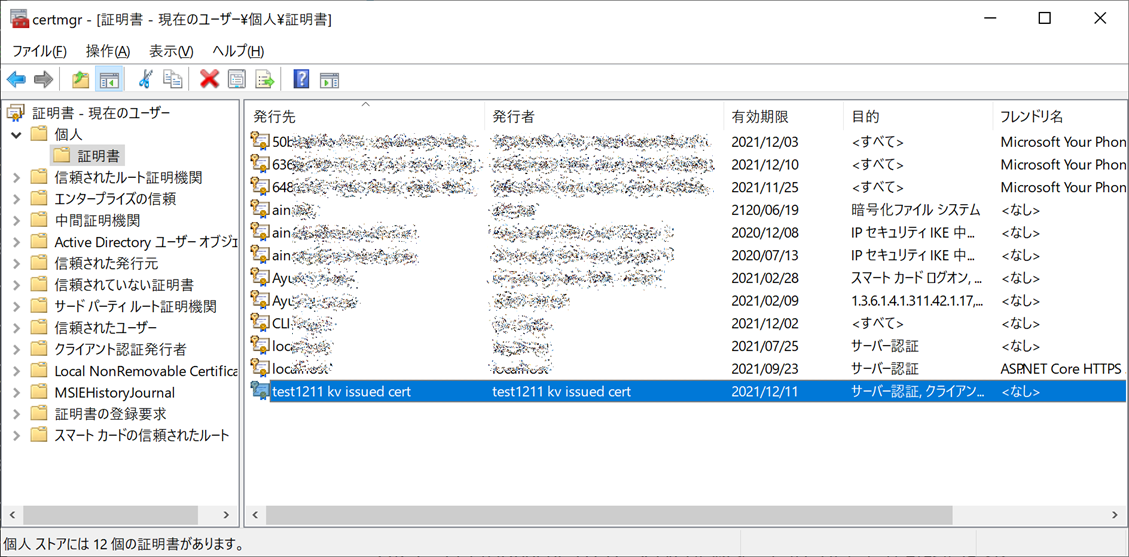 certmgr - [証明書 - 現在のユーザー¥個人¥証明書]
ファイル(F) 操作(A) 表示(V) ヘルプ(H)
証明書 - 現在のユーザー
個人
証明書
信頼されたルート証明機関
エンタープライズの信頼
中間証明機関
Active Directory ユーザー オブジェ
信頼された発行元
信頼されていない証明書
サード パーティ ルート証明機関
信頼されたユーザー
クライアント認証発行者
Local NonRemovable Certifica
MSIEHistoryJournal
証明書の登録要求
スマート カードの信頼されたルート
発行先 発行者 有効期限 目的 フレンドリ名
2021/12/03 <すべて> Microsoft Your Phon
636 2021/12/10 <すべて> Microsoft Your Phon
648 2021/11/25 <すべて> Microsoft Your Phon
ain 2120/06/19 暗号化ファイル システム <なし>
ain 2020/12/08 IP セキュリティ IKE 中... <なし>
ain 2020/07/13 IP セキュリティ IKE 中... <なし>
Ayu 2021/02/28 スマート カード ログオン, ... <なし>
Ayu 2021/02/09 1.3.6.1.4.1.311.42.1.17,... <なし>
CLI 2021/12/02 <すべて> <なし>
loc 2021/07/25 サーバー認証 <なし>
2021/09/23 サーバー認証 ASP.NET Core HTTPS
test1211 kv issued cert test1211 kv issued cert 2021/12/11 サーバー認証, クライアン... <なし>
個人 ストアには 12 個の証明書があります。